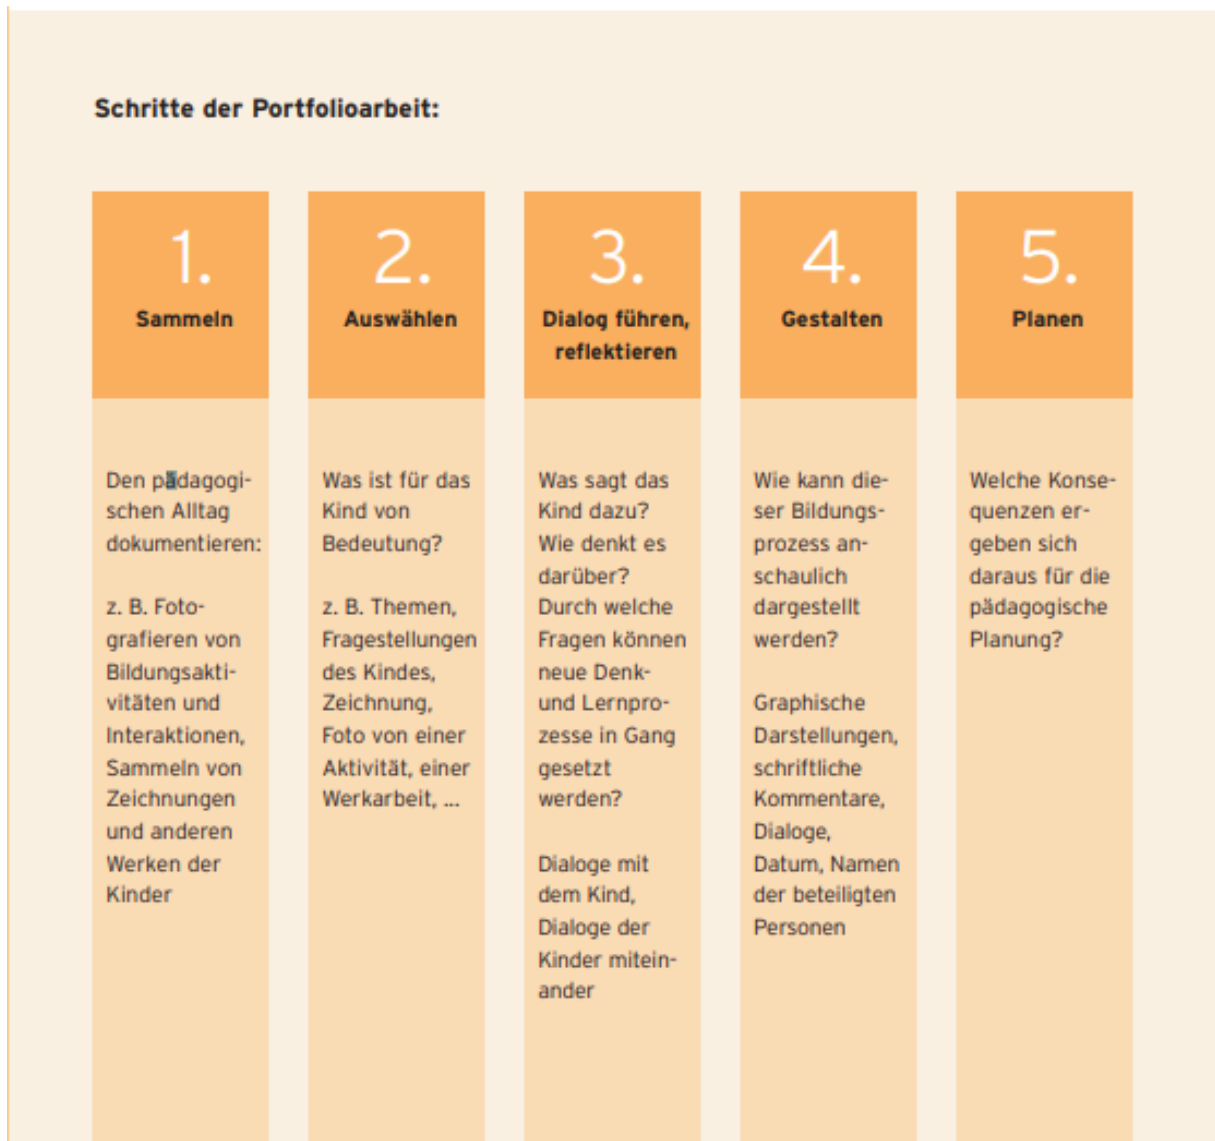 Schritte der Portfolioarbeit:
1.
Sammeln
Den pädagogi-
schen Alltag
dokumentieren:
z. B. Foto-
grafieren von
Bildungsakti-
vitäten und
Interaktionen,
Sammeln von
Zeichnungen
und anderen
Werken der
Kinder
2.
Auswählen
Was ist für das
Kind von
Bedeutung?
z. B. Themen,
Fragestellungen
des Kindes,
Zeichnung,
Foto von einer
Aktivität, einer
Werkarbeit, ...
3.
Dialog führen,
reflektieren
Was sagt das
Kind dazu?
Wie denkt es
darüber?
Durch welche
Fragen können
neue Denk-
und Lernpro-
zesse in Gang
gesetzt
werden?
Dialoge mit
dem Kind,
Dialoge der
Kinder mitein-
ander
4.
Gestalten
Wie kann die-
ser Bildungs-
prozess an-
schaulich
dargestellt
werden?
Graphische
Darstellungen,
schriftliche
Kommentare,
Dialoge,
Datum, Namen
der beteiligten
Personen
5.
Planen
Welche Konse-
quenzen er-
geben sich
daraus für die
pädagogische
Planung?